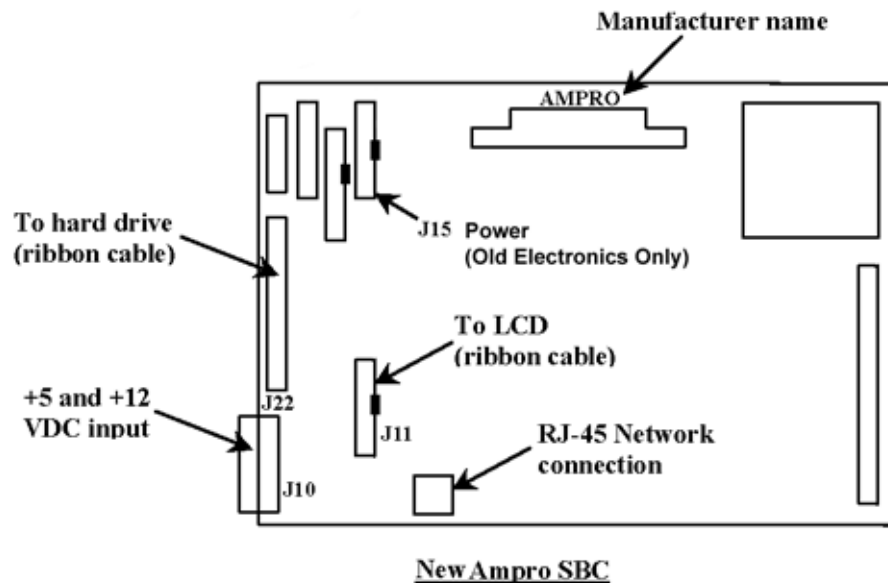 Manufacturer name
AMPRO
To hard drive
(ribbon cable)
J15
Power
(Old Electronics Only)
To LCD
(ribbon cable)
+5 and +12
VDC input
J22
J11
RJ-45 Network
connection
J10
New Ampro SBC